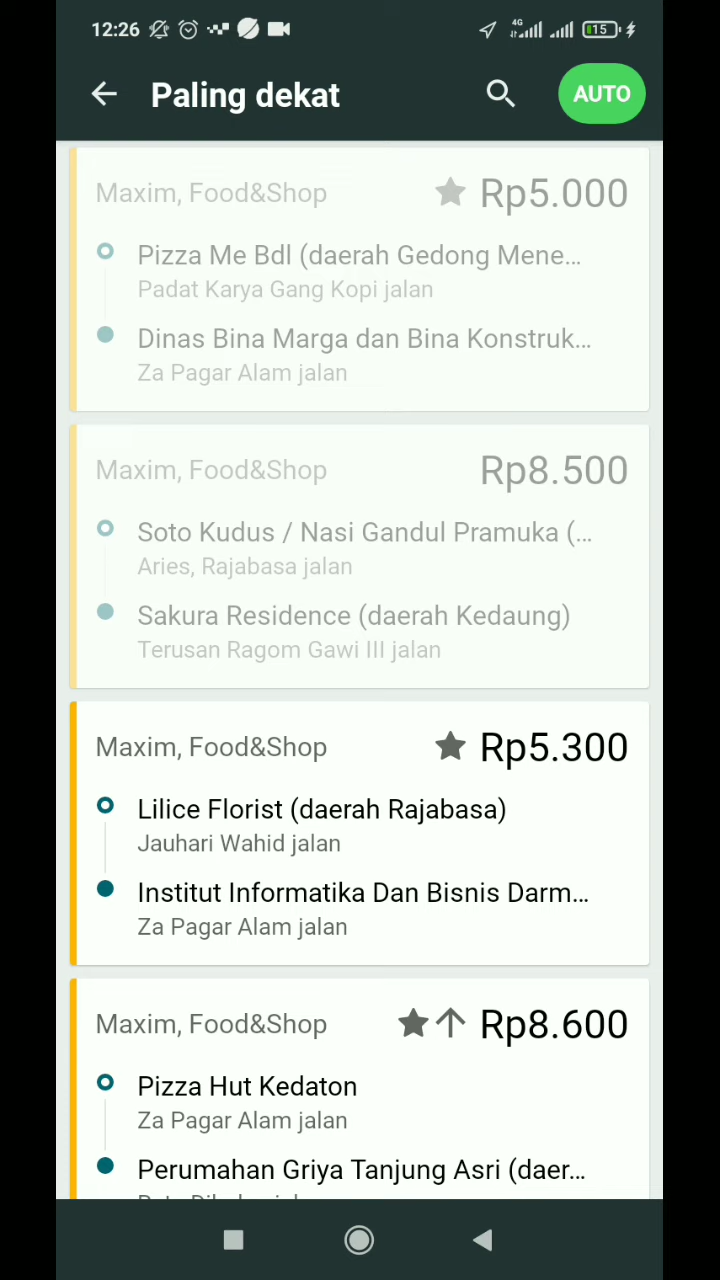 12:26 4G 15
Paling dekat AUTO
Maxim, Food&Shop Rp5.000
Pizza Me Bdl (daerah Gedong Mene...
Padat Karya Gang Kopi jalan
Dinas Bina Marga dan Bina Konstruk...
Za Pagar Alam jalan
Maxim, Food&Shop Rp8.500
Soto Kudus / Nasi Gandul Pramuka (...
Aries, Rajabasa jalan
Sakura Residence (daerah Kedaung)
Terusan Ragom Gawi III jalan
Maxim, Food&Shop Rp5.300
Lilice Florist (daerah Rajabasa)
Jauhari Wahid jalan
Institut Informatika Dan Bisnis Darm...
Za Pagar Alam jalan
Maxim, Food&Shop Rp8.600
Pizza Hut Kedaton
Za Pagar Alam jalan
Perumahan Griya Tanjung Asri (daer...